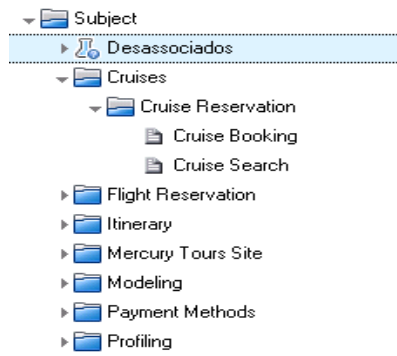 Subject
Desassociados
Cruises
Cruise Reservation
Cruise Booking
Cruise Search
Flight Reservation
Itinerary
Mercury Tours Site
Modeling
Payment Methods
Profiling